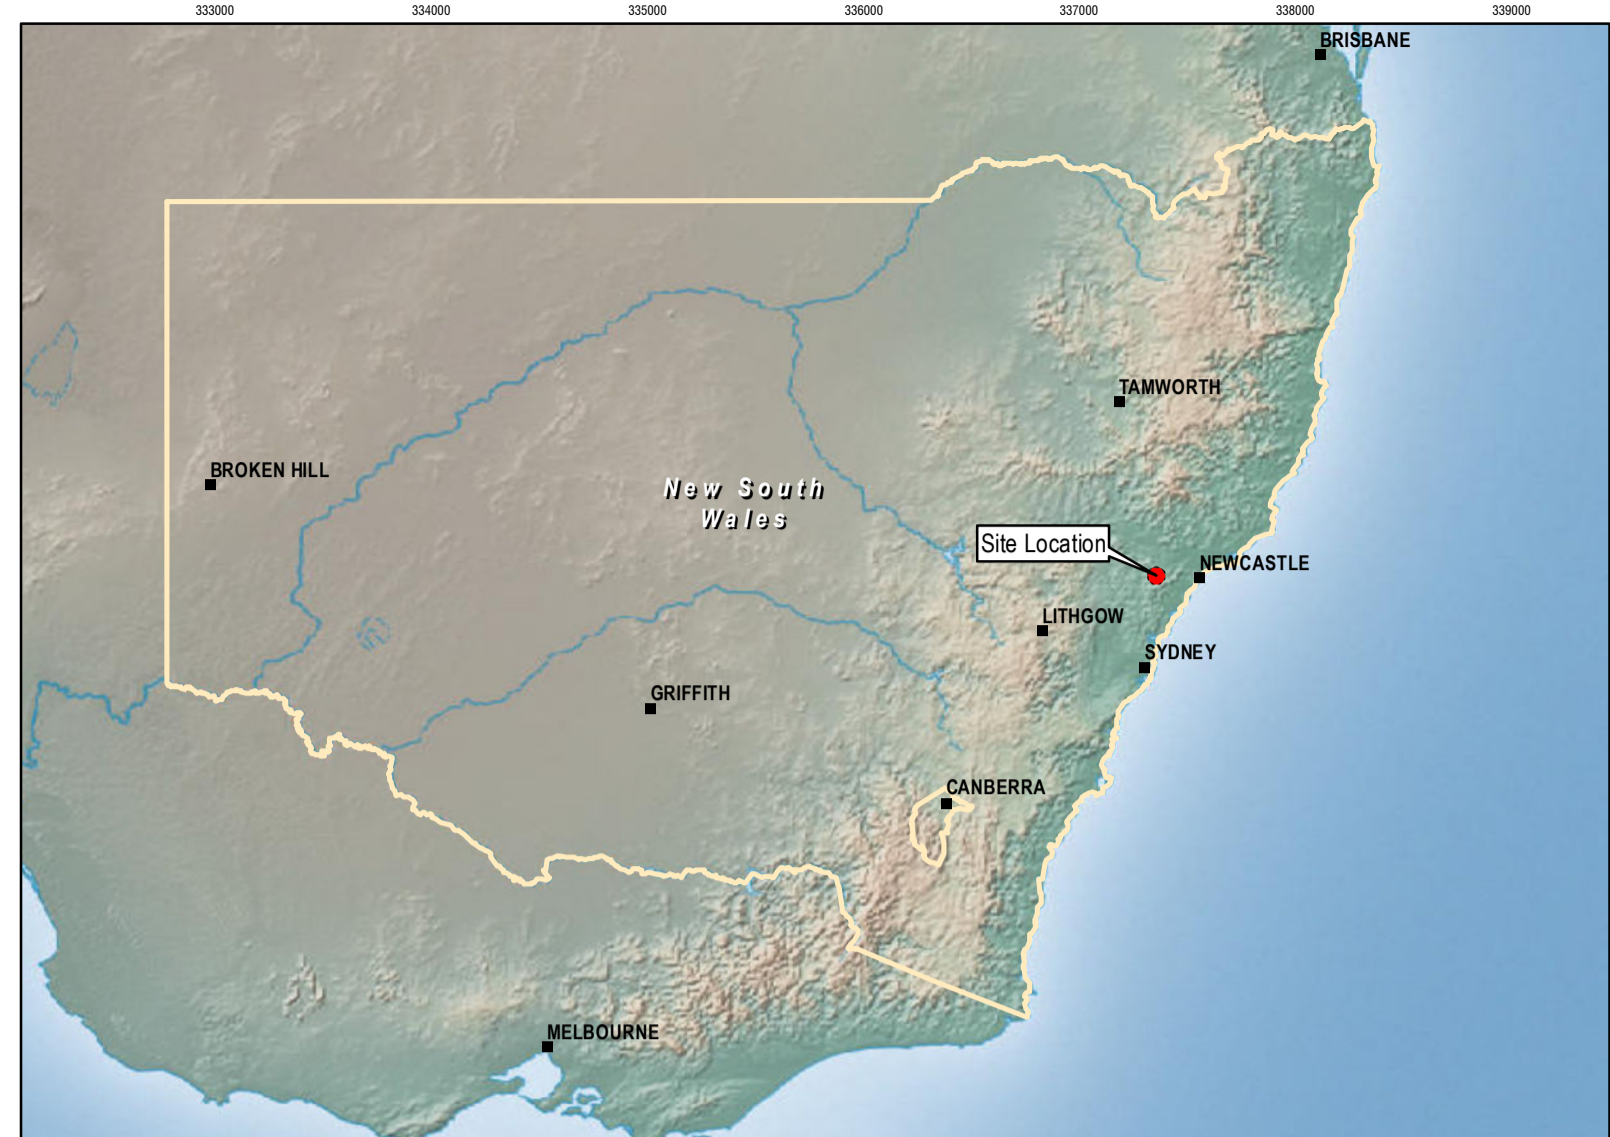 333000 334000 335000 336000 337000 338000 339000
BRISBANE
TAMWORTH
BROKEN HILL
New South
Wales
Site Location
NEWCASTLE
LITHGOW
SYDNEY
GRIFFITH
CANBERRA
MELBOURNE